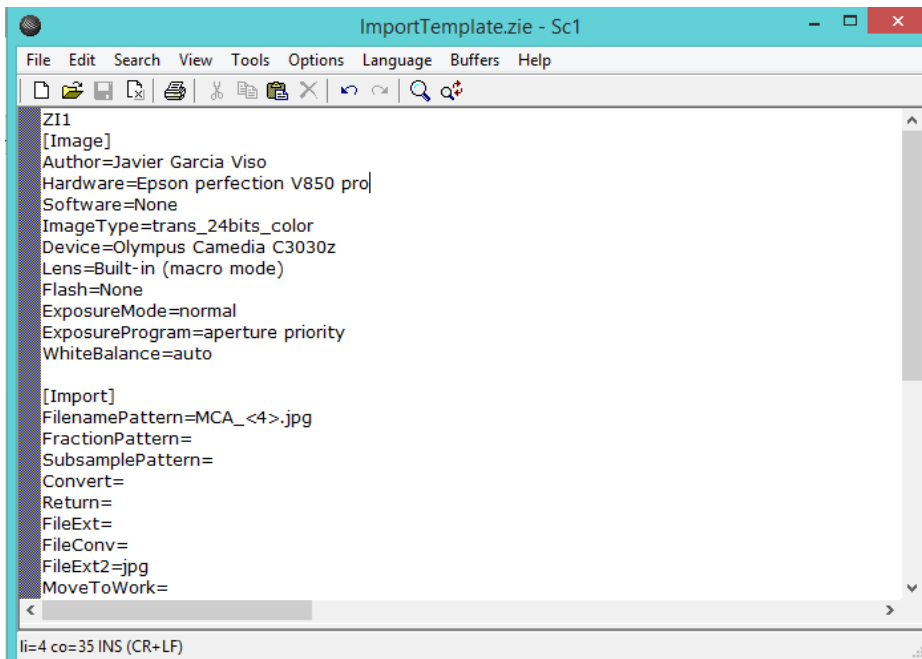 ImportTemplate.zie - Sc1
File Edit Search View Tools Options Language Buffers Help
ZI1
[Image]
Author=Javier Garcia Viso
Hardware=Epson perfection V850 pro
Software=None
ImageType=trans_24bits_color
Device=Olympus Camedia C3030z
Lens=Built-in (macro mode)
Flash=None
ExposureMode=normal
ExposureProgram=aperture priority
WhiteBalance=auto
[Import]
FilenamePattern=MCA_<4>.jpg
FractionPattern=
SubsamplePattern=
Convert=
Return=
FileExt=
FileConv=
FileExt2=jpg
MoveToWork=
li=4 co=35 INS (CR+LF)